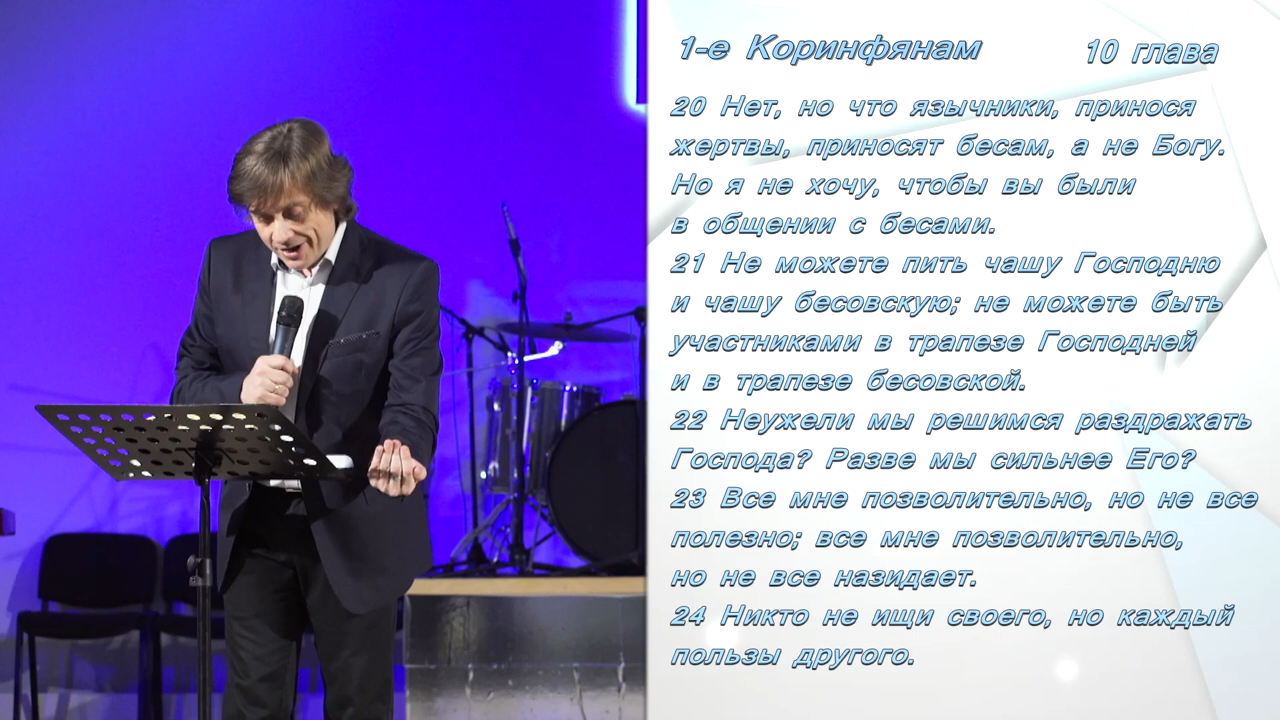 1-е Коринфянам 10 глава
20 Нет, но что язычники, принося
жертвы, приносят бесам, а не Богу.
Но я не хочу, чтобы вы были
в общении с бесами.
21 Не можете пить чашу Господню
и чашу бесовскую; не можете быть
участниками в трапезе Господней
и в трапезе бесовской.
22 Неужели мы решимся раздражать
Господа? Разве мы сильнее Его?
23 Все мне позволительно, но не все
полезно; все мне позволительно,
но не все назидает.
24 Никто не ищи своего, но каждый
пользы другого.